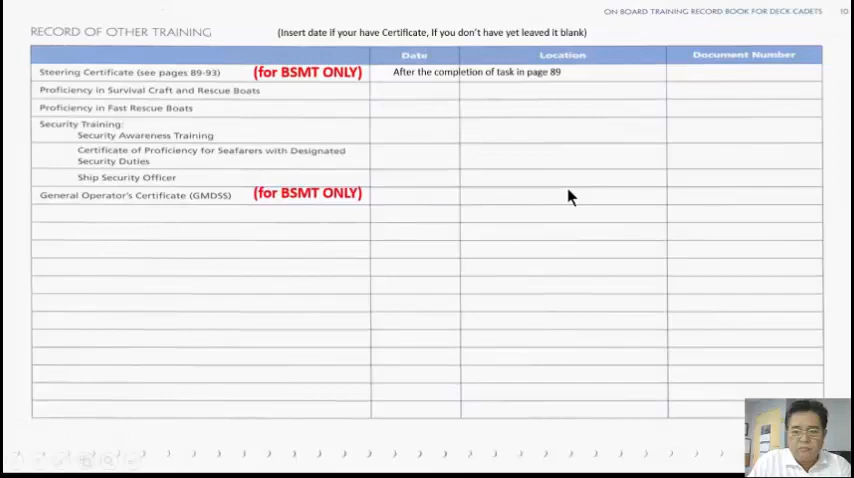 ON BOARD TRAINING RECORD BOOK FOR DECK CADETS 10
RECORD OF OTHER TRAINING (Insert date if your have Certificate, If you don't have yet leaved it blank)
Date Location Document Number
Steering Certificate (see pages 89-93) (for BSMT ONLY) After the completion of task in page 89
Proficiency in Survival Craft and Rescue Boats
Proficiency in Fast Rescue Boats
Security Training:
Security Awareness Training
Certificate of Proficiency for Seafarers with Designated
Security Duties
Ship Security Officer
General Operator's Certificate (GMDSS) (for BSMT ONLY)